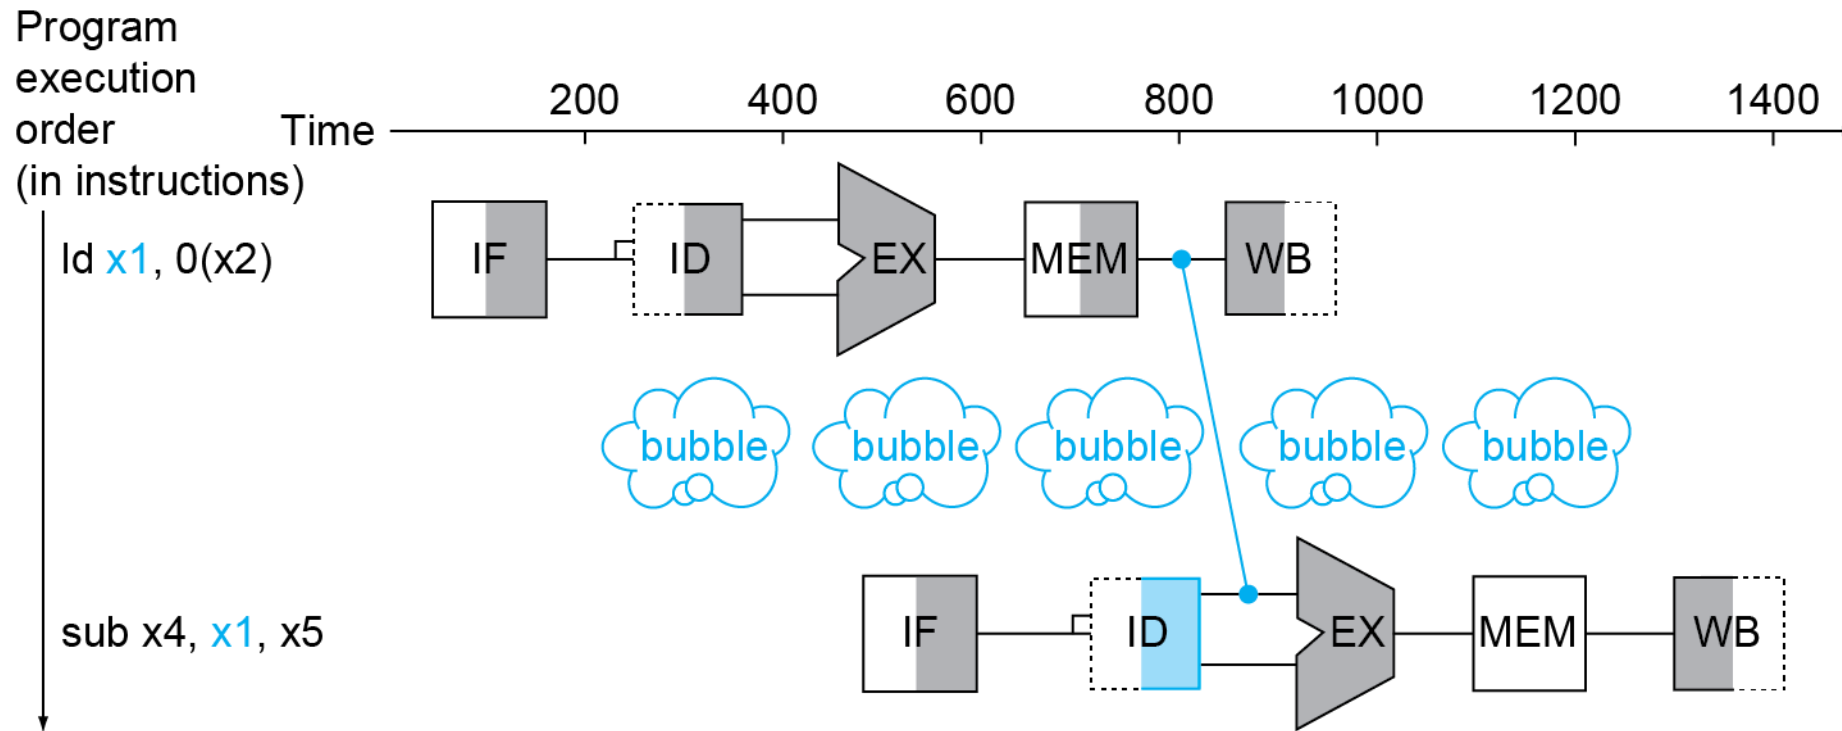 Program
execution
order
(in instructions)
Time
200 400 600 800 1000 1200 1400
ld x1, 0(x2)
IF ID EX MEM WB
bubble bubble bubble bubble bubble
sub x4, x1, x5
IF ID EX MEM WB